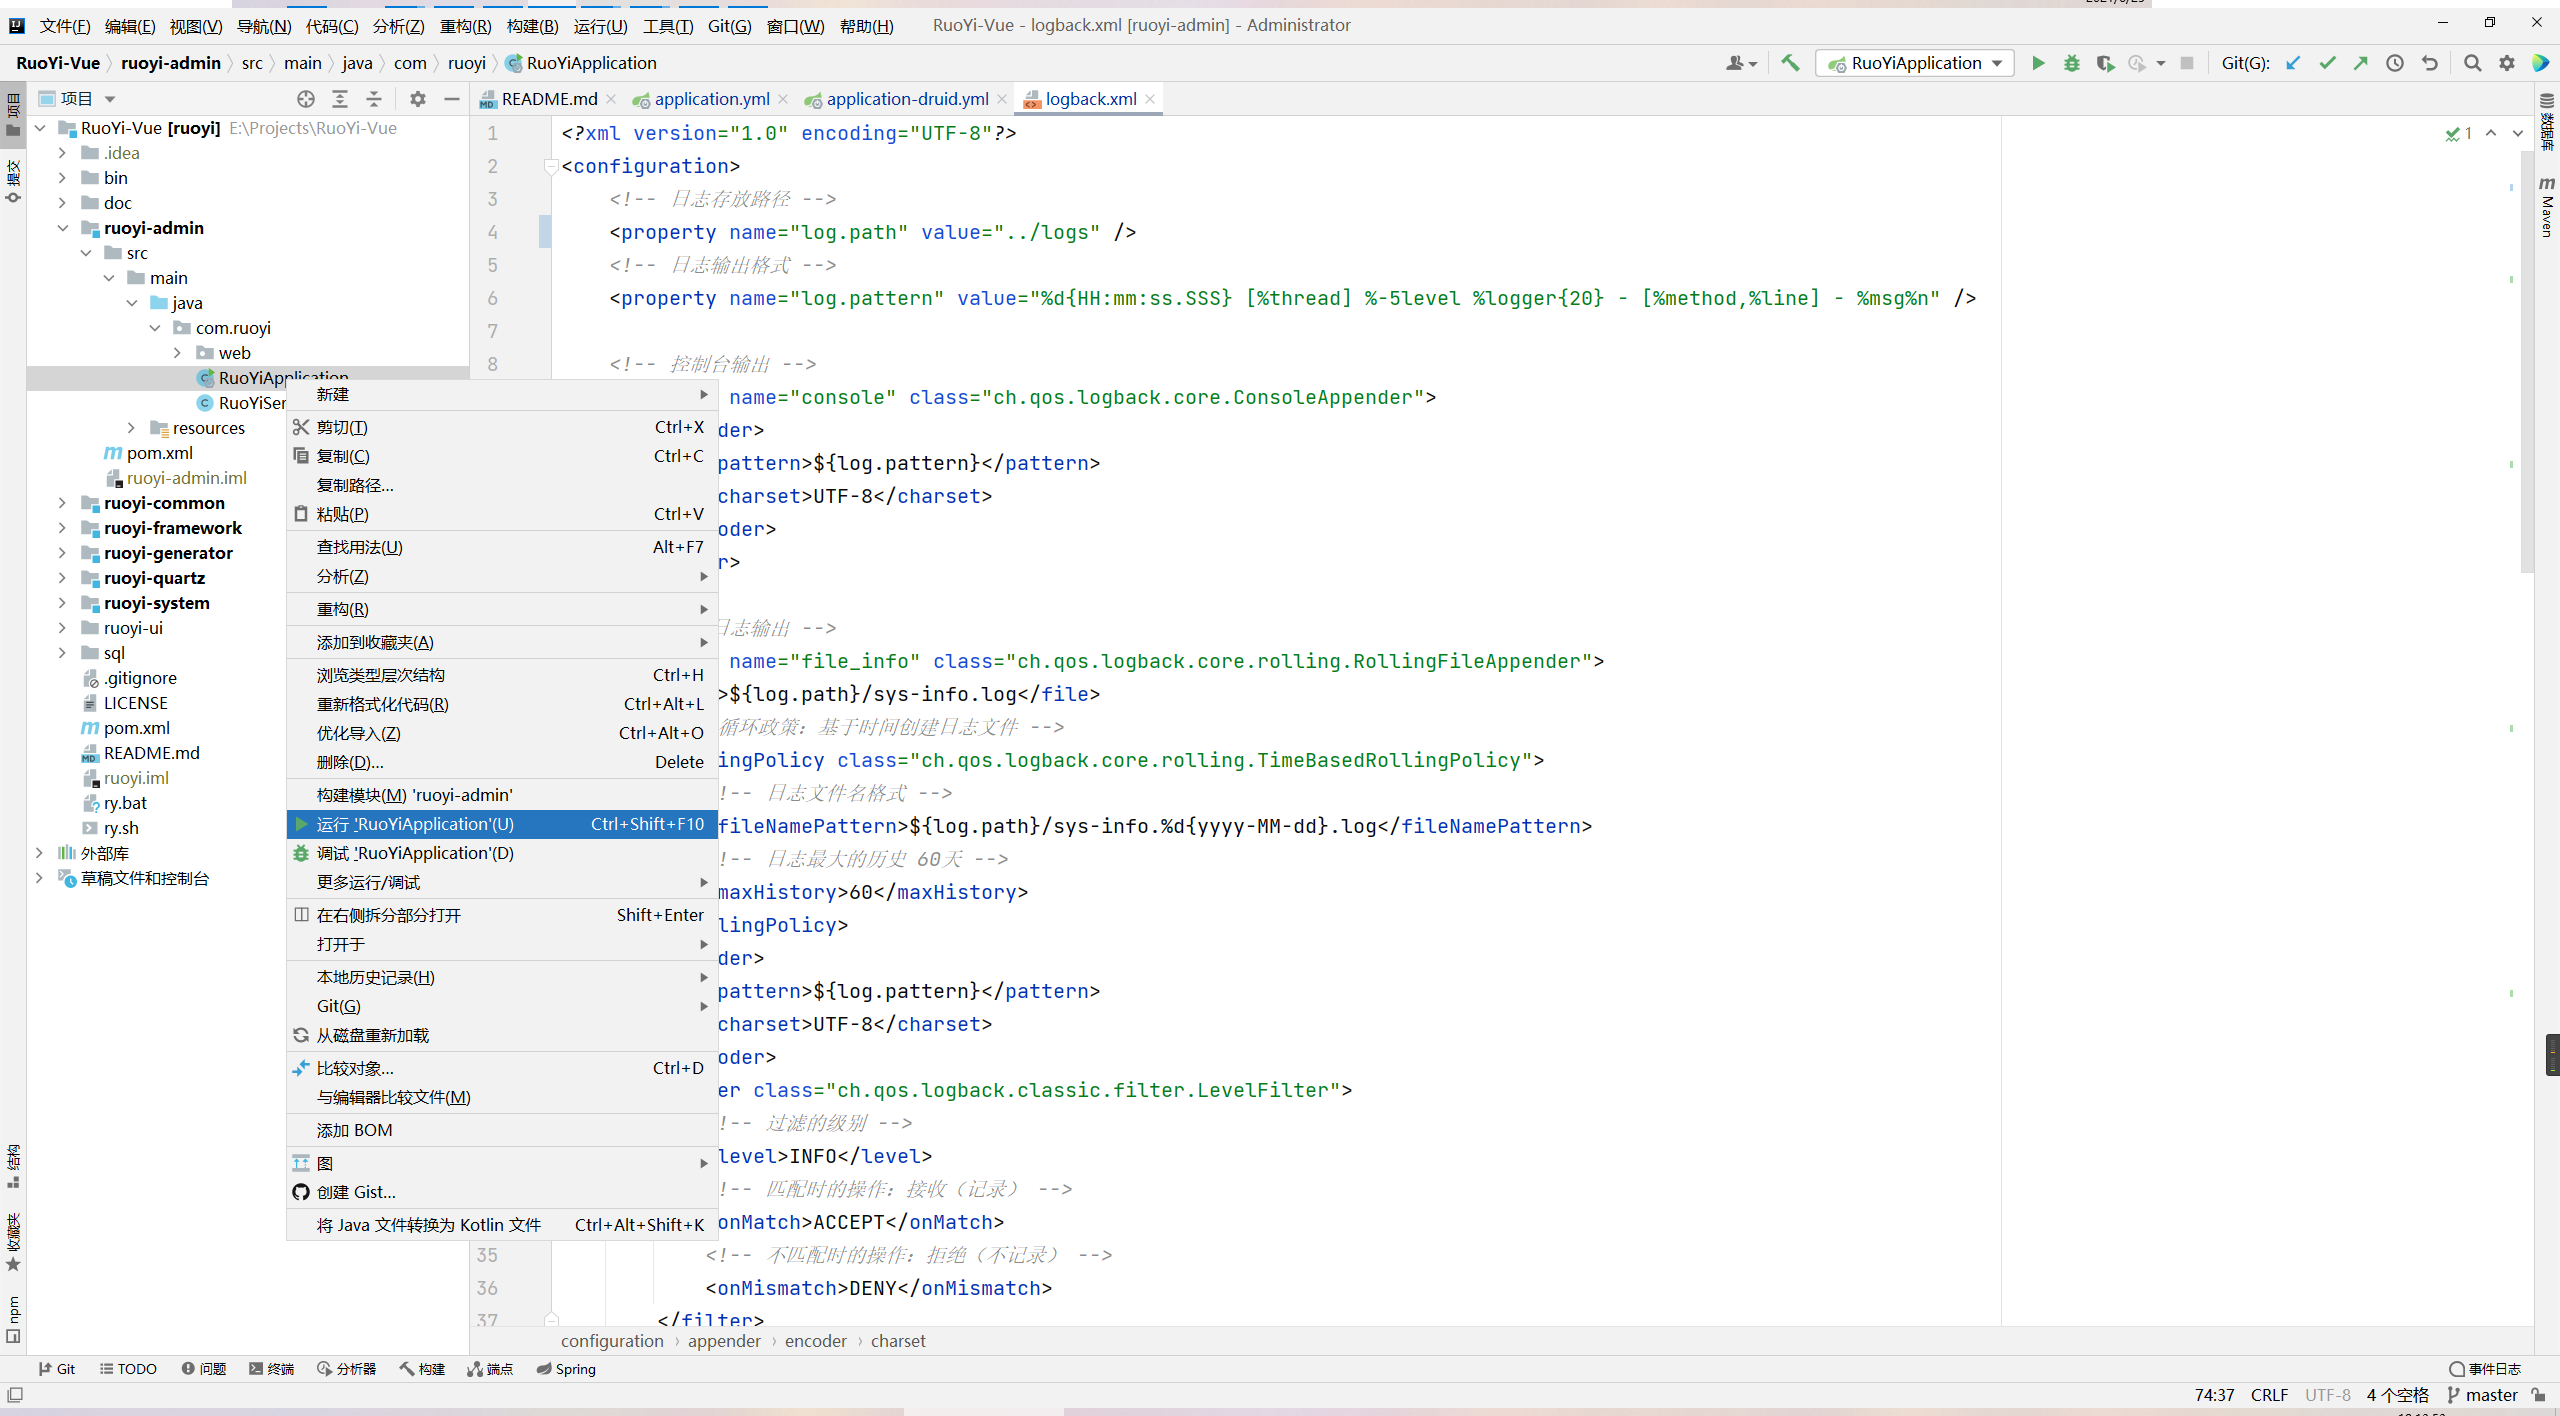 文件(F) 编辑(E) 视图(V) 导航(N) 代码(C) 分析(Z) 重构(R) 构建(B) 运行(U) 工具(T) Git(G) 窗口(W) 帮助(H) RuoYi-Vue - logback.xml [ruoyi-admin] - Administrator
RuoYi-Vue ruoyi-admin src main java com ruoyi RuoYiApplication RuoYiApplication Git(G):
项目 README.md application.yml application-druid.yml logback.xml
项目
提交
RuoYi-Vue [ruoyi] E:\Projects\RuoYi-Vue
.idea
bin
doc
ruoyi-admin
src
main
java
com.ruoyi
web
RuoYiApplication
RuoYiSer
resources
pom.xml
ruoyi-admin.iml
ruoyi-common
ruoyi-framework
ruoyi-generator
ruoyi-quartz
ruoyi-system
ruoyi-ui
sql
.gitignore
LICENSE
pom.xml
README.md
ruoyi.iml
ry.bat
ry.sh
外部库
草稿文件和控制台
新建
剪切(T) Ctrl+X
复制(C) Ctrl+C
复制路径...
粘贴(P) Ctrl+V
查找用法(U) Alt+F7
分析(Z)
重构(R)
添加到收藏夹(A)
浏览类型层次结构 Ctrl+H
重新格式化代码(R) Ctrl+Alt+L
优化导入(Z) Ctrl+Alt+O
删除(D)... Delete
构建模块(M) 'ruoyi-admin'
运行 'RuoYiApplication'(U) Ctrl+Shift+F10
调试 'RuoYiApplication'(D)
更多运行/调试
在右侧拆分部分打开 Shift+Enter
打开于
本地历史记录(H)
Git(G)
从磁盘重新加载
比较对象... Ctrl+D
与编辑器比较文件(M)
添加 BOM
图
创建 Gist...
将 Java 文件转换为 Kotlin 文件 Ctrl+Alt+Shift+K
1 <?xml version="1.0" encoding="UTF-8"?>
2 <configuration>
3 <!-- 日志存放路径 -->
4 <property name="log.path" value="../logs" />
5 <!-- 日志输出格式 -->
6 <property name="log.pattern" value="%d{HH:mm:ss.SSS} [%thread] %-5level %logger{20} - [%method,%line] - %msg%n" />
7
8 <!-- 控制台输出 -->
name="console" class="ch.qos.logback.core.ConsoleAppender">
der>
pattern>${log.pattern}</pattern>
charset>UTF-8</charset>
oder>
r>
日志输出 -->
name="file_info" class="ch.qos.logback.core.rolling.RollingFileAppender">
>${log.path}/sys-info.log</file>
循环政策：基于时间创建日志文件 -->
ingPolicy class="ch.qos.logback.core.rolling.TimeBasedRollingPolicy">
!-- 日志文件名格式 -->
fileNamePattern>${log.path}/sys-info.%d{yyyy-MM-dd}.log</fileNamePattern>
!-- 日志最大的历史 60天 -->
maxHistory>60</maxHistory>
lingPolicy>
der>
pattern>${log.pattern}</pattern>
charset>UTF-8</charset>
oder>
er class="ch.qos.logback.classic.filter.LevelFilter">
!-- 过滤的级别 -->
level>INFO</level>
!-- 匹配时的操作：接收（记录） -->
onMatch>ACCEPT</onMatch>
35 <!-- 不匹配时的操作：拒绝（不记录） -->
36 <onMismatch>DENY</onMismatch>
37 </filter>
1
数据库
Maven
结构
收藏夹
npm
configuration › appender › encoder › charset
Git TODO 问题 终端 分析器 构建 端点 Spring 事件日志
74:37 CRLF UTF-8 4 个空格 master